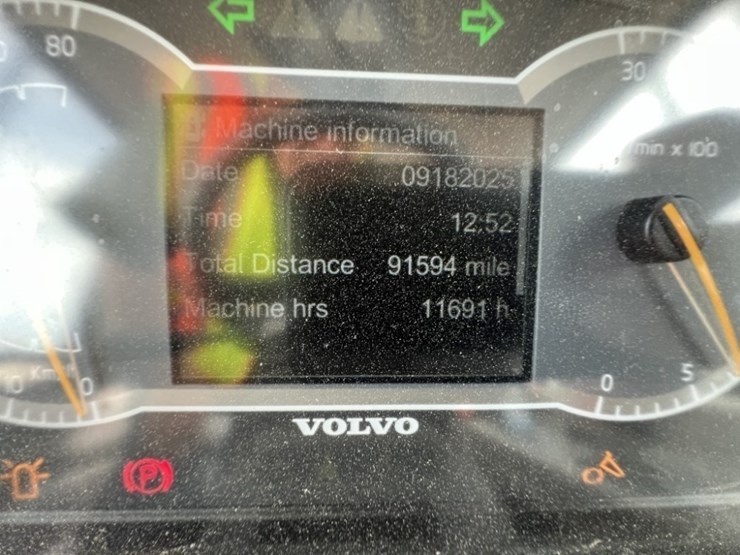 80
30
min x 100
Machine information
Date 09182025
Time 12:52
Total Distance 91594 mile
Machine hrs 11691 h
0
0 5
VOLVO
P